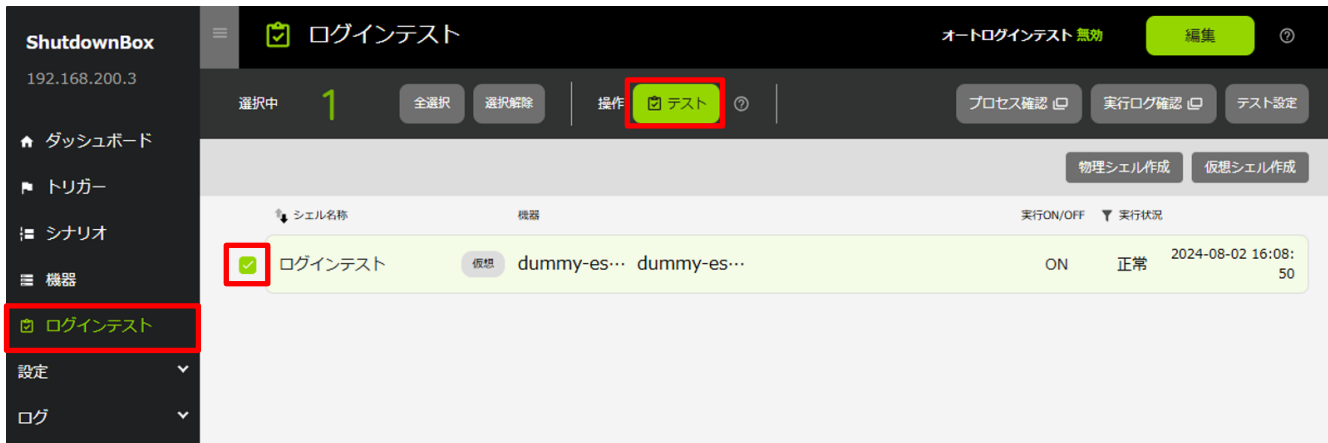 ShutdownBox
192.168.200.3
ダッシュボード
トリガー
シナリオ
機器
ログインテスト
設定
ログ
ログインテスト
オートログインテスト 無効
編集
選択中 1 全選択 選択解除 操作 テスト プロセス確認 実行ログ確認 テスト設定
物理シェル作成 仮想シェル作成
シェル名称 機器 実行ON/OFF 実行状況
ログインテスト 仮想 dummy-es… dummy-es… ON 正常 2024-08-02 16:08:
50